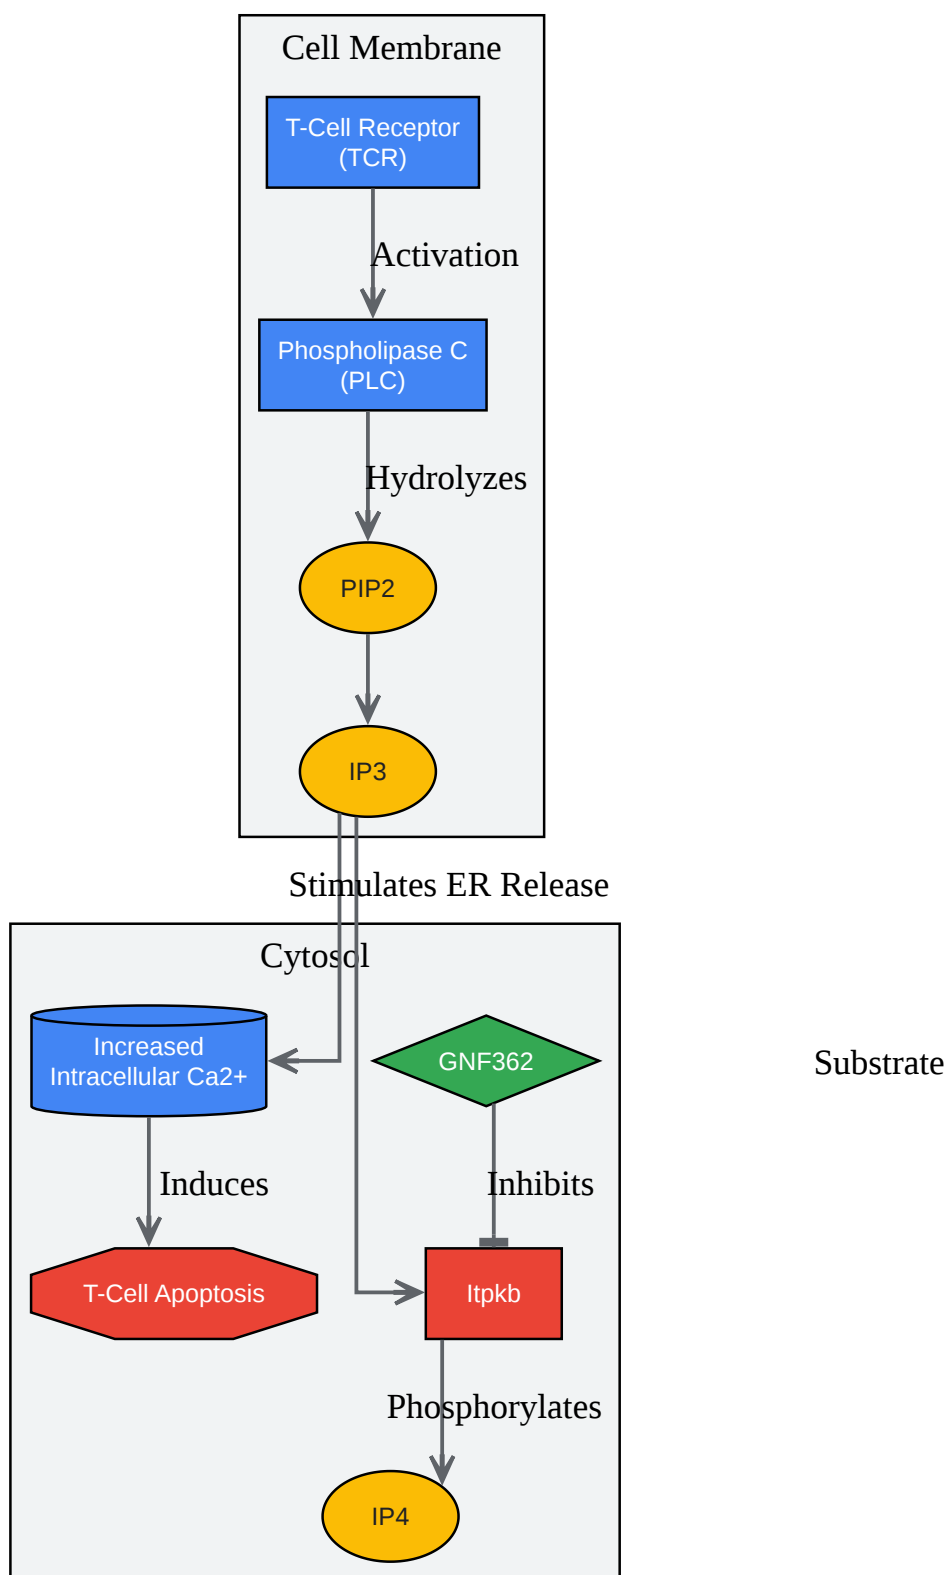 Cell Membrane
T-Cell Receptor
(TCR)
Activation
Phospholipase C
(PLC)
Hydrolyzes
PIP2
IP3
Stimulates ER Release
Cytosol
Increased
Intracellular Ca2+
GNF362
Substrate
Induces
Inhibits
T-Cell Apoptosis
Itpkb
Phosphorylates
IP4